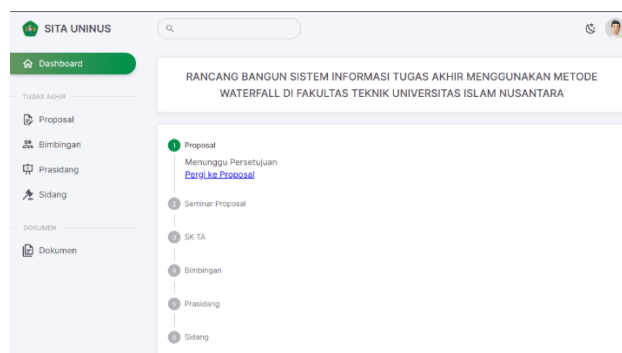 SITA UNINUS
Dashboard
TUGAS AKHIR
Proposal
Bimbingan
Prasidang
Sidang
DOKUMEN
Dokumen
RANCANG BANGUN SISTEM INFORMASI TUGAS AKHIR MENGGUNAKAN METODE
WATERFALL DI FAKULTAS TEKNIK UNIVERSITAS ISLAM NUSANTARA
1 Proposal
Menunggu Persetujuan
Pergi ke Proposal
2 Seminar Proposal
3 SK TA
4 Bimbingan
5 Prasidang
6 Sidang